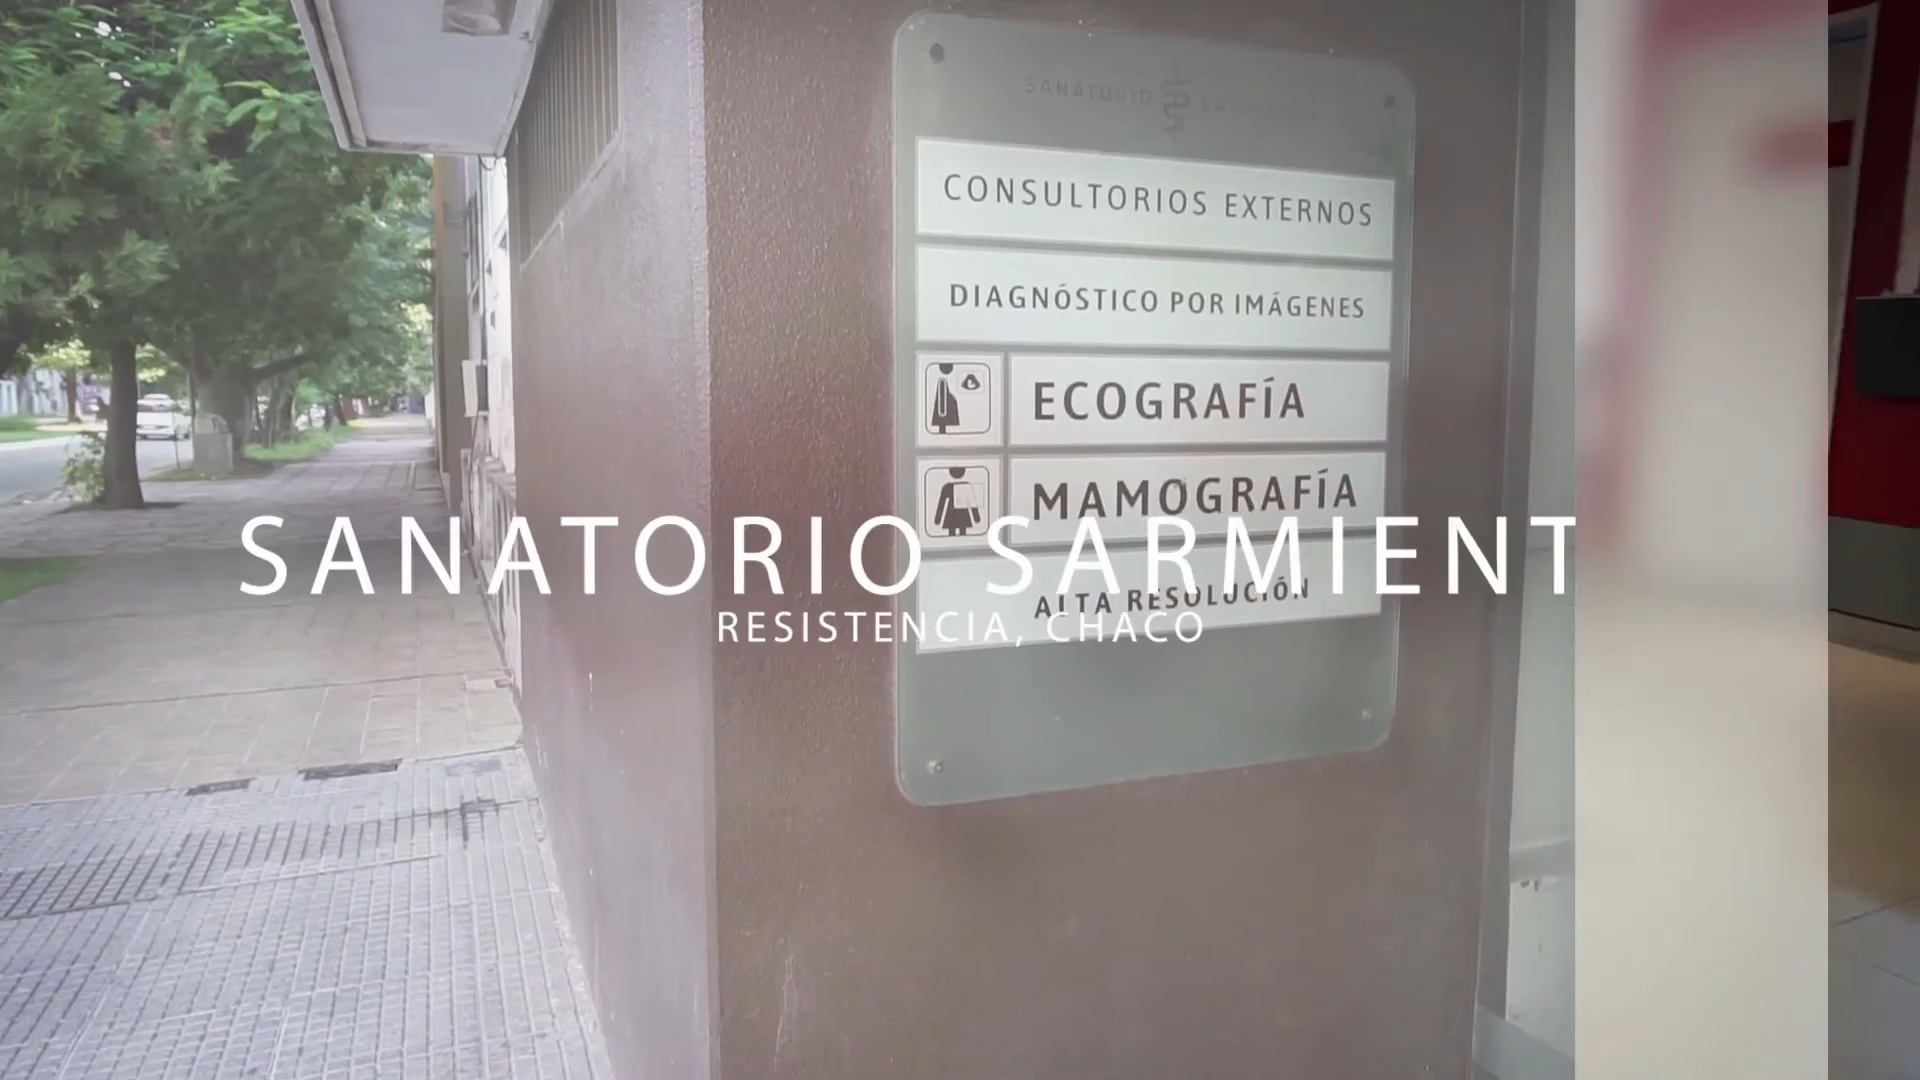 SANATORIO
CONSULTORIOS EXTERNOS
DIAGNÓSTICO POR IMÁGENES
ECOGRAFÍA
MAMOGRAFÍA
ALTA RESOLUCIÓN
SANATORIO SARMIENT
RESISTENCIA, CHACO